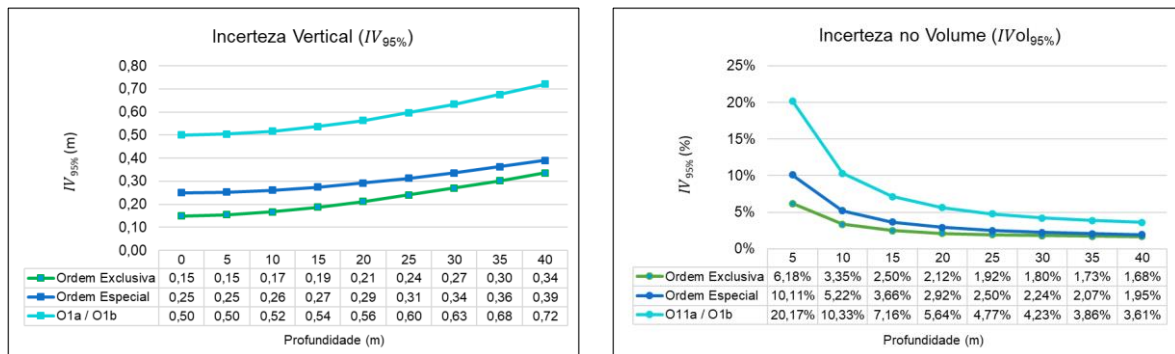 Incerteza Vertical (IV95%)
0,80
0,70
0,60
0,50
0,40
0,30
0,20
0,10
0,00
IV 95% (m)
0 5 10 15 20 25 30 35 40
Ordem Exclusiva 0,15 0,15 0,17 0,19 0,21 0,24 0,27 0,30 0,34
Ordem Especial 0,25 0,25 0,26 0,27 0,29 0,31 0,34 0,36 0,39
O1a / O1b 0,50 0,50 0,52 0,54 0,56 0,60 0,63 0,68 0,72
Profundidade (m)
Incerteza no Volume (IVol95%)
25%
20%
15%
10%
5%
0%
IV 95% (%)
5 10 15 20 25 30 35 40
Ordem Exclusiva 6,18% 3,35% 2,50% 2,12% 1,92% 1,80% 1,73% 1,68%
Ordem Especial 10,11% 5,22% 3,66% 2,92% 2,50% 2,24% 2,07% 1,95%
O11a / O1b 20,17% 10,33% 7,16% 5,64% 4,77% 4,23% 3,86% 3,61%
Profundidade (m)